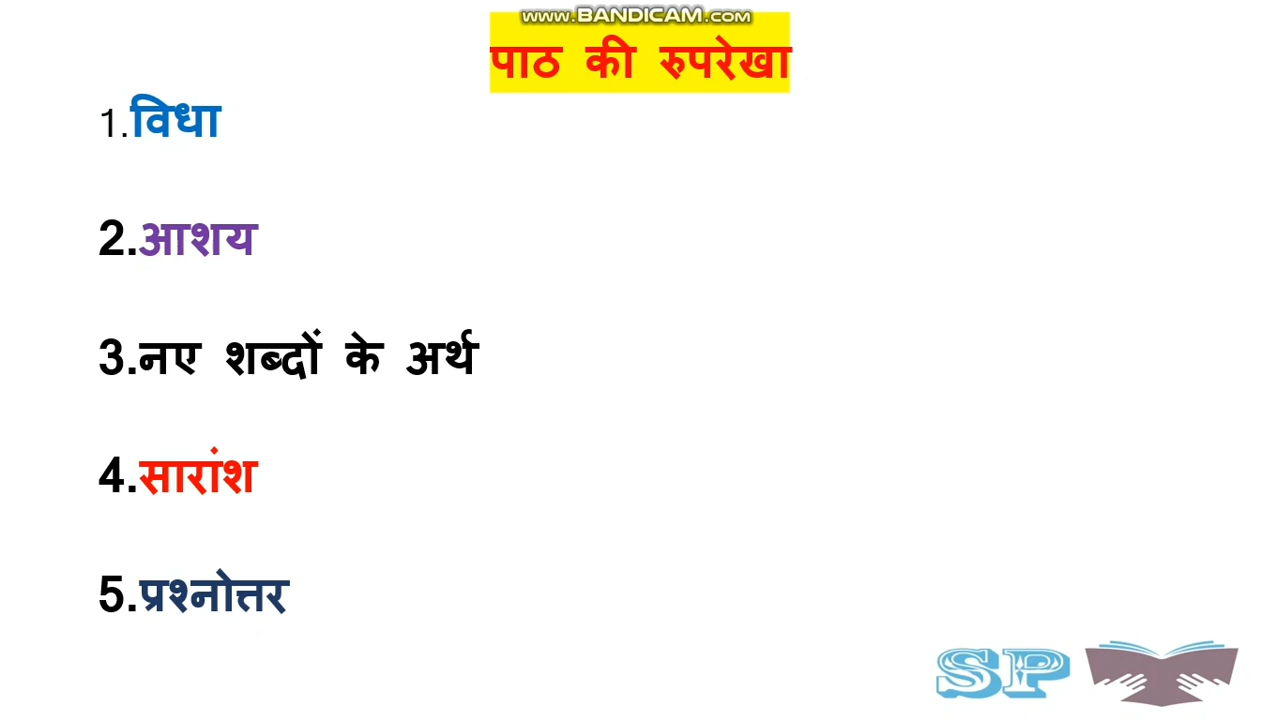 www.BANDICAM.com
पाठ की रुपरेखा
1.विधा
2.आशय
3.नए शब्दों के अर्थ
4.सारांश
5.प्रश्नोत्तर
SP